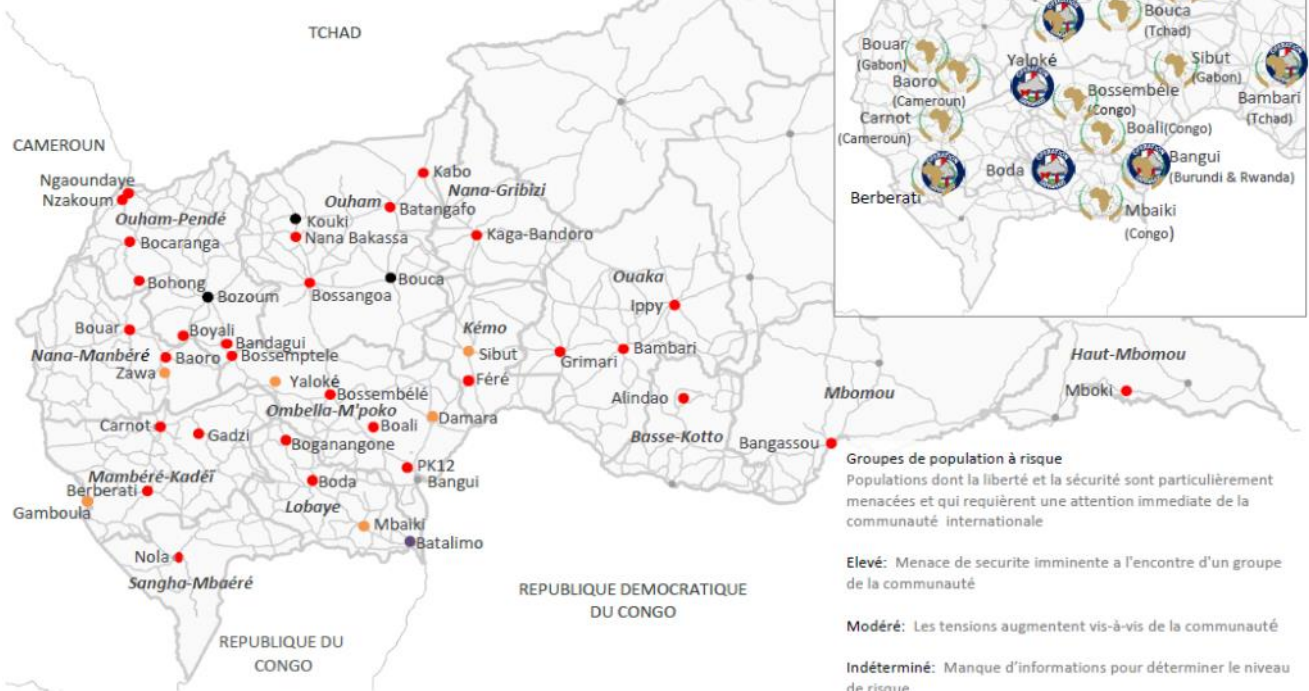 TCHAD
CAMEROUN
Ngaoundaye
Nzakoum
Ouham-Pendé
Bocaranga
Bohong
Bozoum
Kouki
Nana Bakassa
Bossangoa
Ouham
Kabo
Batangafo
Nana-Gribizi
Kaga-Bandoro
Bouca
Ouaka
Ippy
Bouar
Boyali
Bandagui
Nana-Manbéré
Baoro
Bossemptele
Zawa
Yaloké
Bossembélé
Kémo
Sibut
Féré
Grimari
Bambari
Ombella-M'poko
Boali
Damara
Carnot
Gadzi
Boganangone
Alindao
Basse-Kotto
Mbomou
Bangassou
Haut-Mbomou
Mboki
Mambéré-Kadéï
Berberati
Gamboula
Boda
PK12
Bangui
Lobaye
Mbaiki
Batalimo
Nola
Sangha-Mbaéré
REPUBLIQUE DEMOCRATIQUE
DU CONGO
REPUBLIQUE DU
CONGO
Bouca
(Tchad)
Bouar
(Gabon)
Yaloké
Sibut
(Gabon)
Baoro
(Cameroun)
Bossembélé
(Congo)
Bambari
(Tchad)
Carnot
(Cameroun)
Boali(Congo)
Berberati
Boda
Bangui
(Burundi & Rwanda)
Mbaiki
(Congo)
Groupes de population à risque
Populations dont la liberté et la sécurité sont particulièrement
menacées et qui requièrent une attention immediate de la
communauté internationale
Elevé: Menace de securite imminente a l'encontre d'un groupe
de la communauté
Modéré: Les tensions augmentent vis-à-vis de la communauté
Indéterminé: Manque d'informations pour déterminer le niveau
de risque